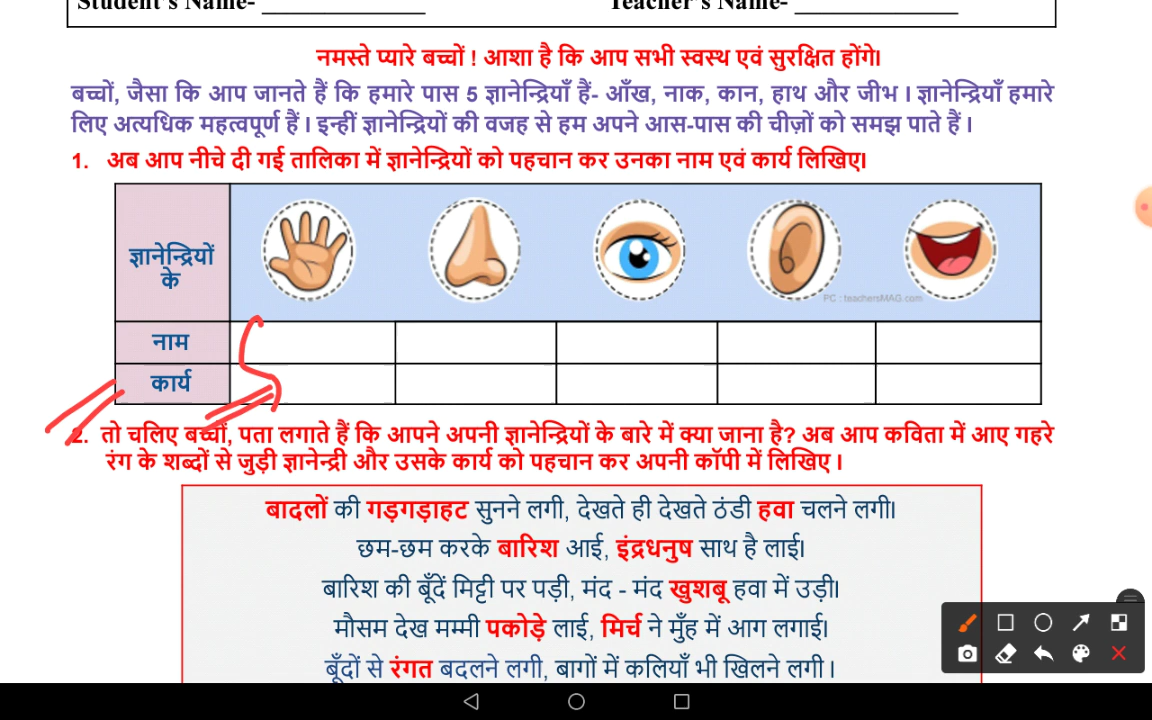 Student's Name- _______________ Teacher's Name- _______________
नमस्ते प्यारे बच्चों ! आशा है कि आप सभी स्वस्थ एवं सुरक्षित होंगे।
बच्चों, जैसा कि आप जानते हैं कि हमारे पास 5 ज्ञानेन्द्रियाँ हैं- आँख, नाक, कान, हाथ और जीभ । ज्ञानेन्द्रियाँ हमारे
लिए अत्यधिक महत्वपूर्ण हैं । इन्हीं ज्ञानेन्द्रियों की वजह से हम अपने आस-पास की चीज़ों को समझ पाते हैं ।
1. अब आप नीचे दी गई तालिका में ज्ञानेन्द्रियों को पहचान कर उनका नाम एवं कार्य लिखिए।
ज्ञानेन्द्रियों
के
PC : teachersMAG.com
नाम
कार्य
2. तो चलिए बच्चों, पता लगाते हैं कि आपने अपनी ज्ञानेन्द्रियों के बारे में क्या जाना है? अब आप कविता में आए गहरे
रंग के शब्दों से जुड़ी ज्ञानेन्द्री और उसके कार्य को पहचान कर अपनी कॉपी में लिखिए ।
बादलों की गड़गड़ाहट सुनने लगी, देखते ही देखते ठंडी हवा चलने लगी।
छम-छम करके बारिश आई, इंद्रधनुष साथ है लाई।
बारिश की बूँदें मिट्टी पर पड़ी, मंद - मंद खुशबू हवा में उड़ी।
मौसम देख मम्मी पकोड़े लाई, मिर्च ने मुँह में आग लगाई।
बूँदों से रंगत बदलने लगी, बागों में कलियाँ भी खिलने लगी ।